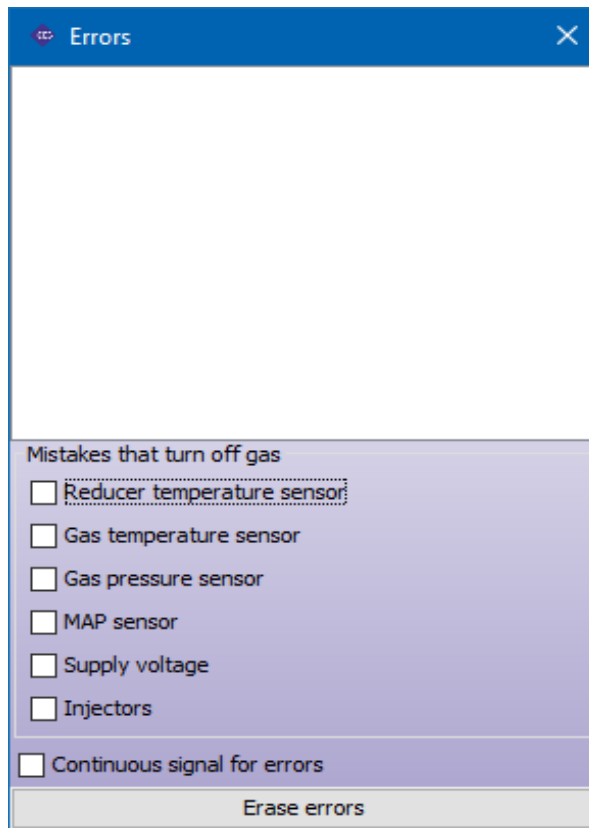 Errors
Mistakes that turn off gas
Reducer temperature sensor
Gas temperature sensor
Gas pressure sensor
MAP sensor
Supply voltage
Injectors
Continuous signal for errors
Erase errors